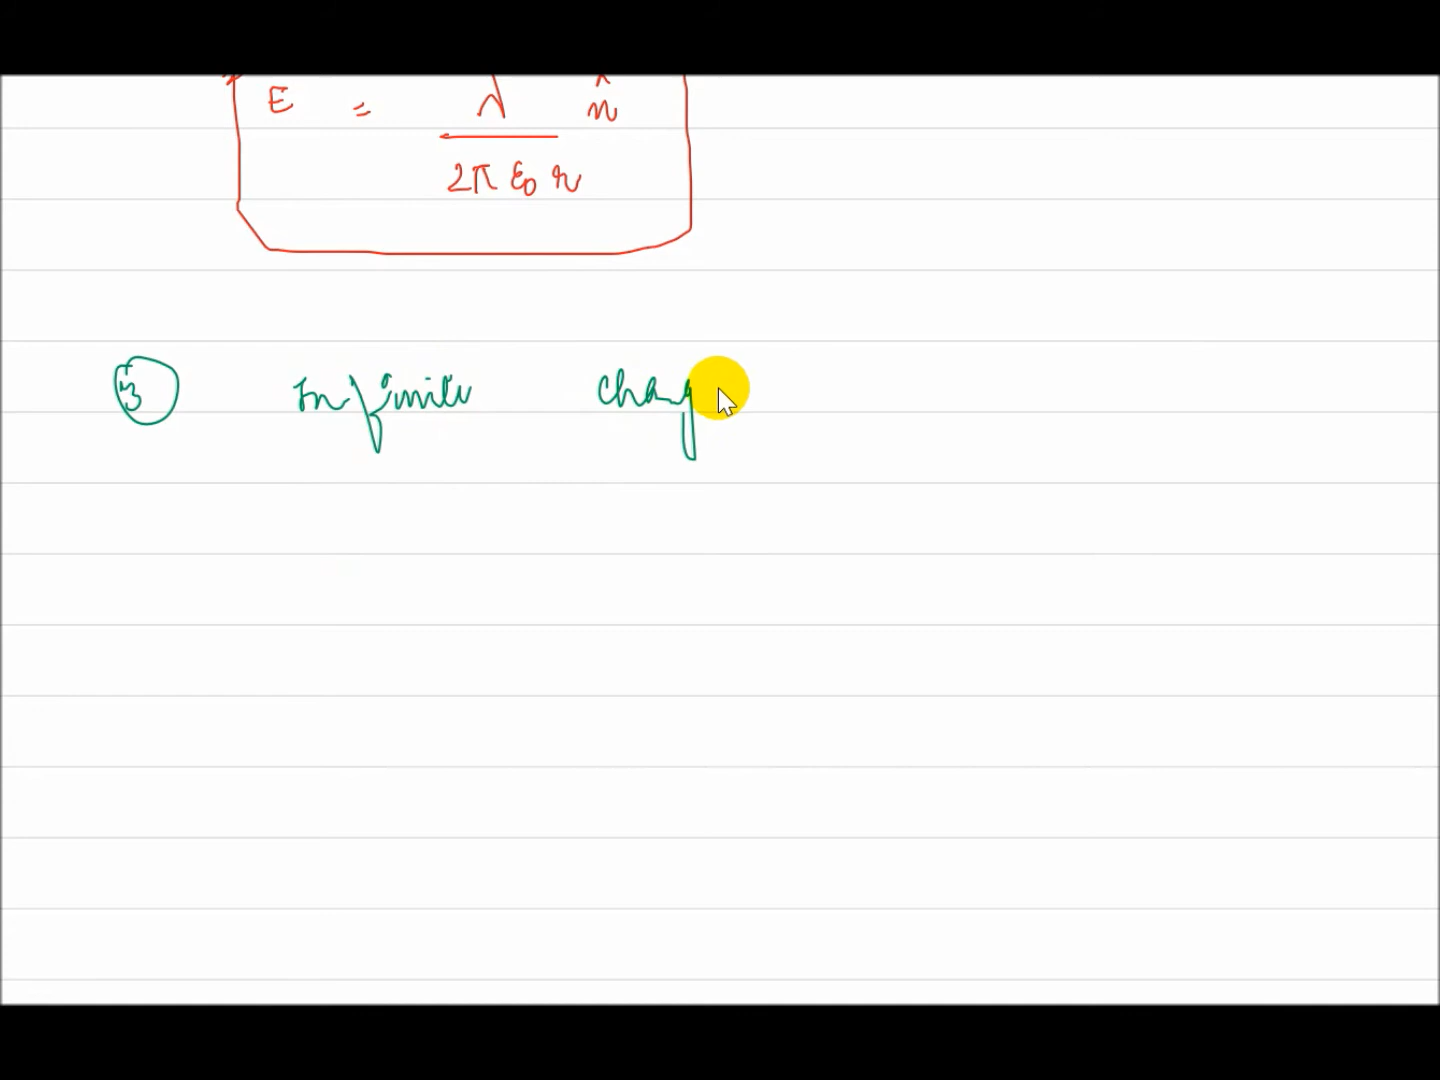 E = λ n̂
2π ε₀ r
3 Infinite Charg